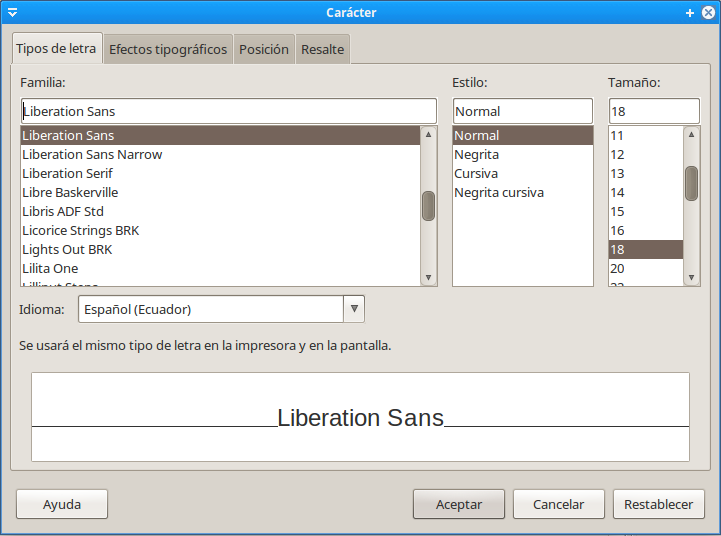 Carácter
Tipos de letra Efectos tipográficos Posición Resalte
Familia: Estilo: Tamaño:
Liberation Sans Normal 18
Liberation Sans Normal 11
Liberation Sans Narrow Negrita 12
Liberation Serif Cursiva 13
Libre Baskerville Negrita cursiva 14
Libris ADF Std 15
Licorice Strings BRK 16
Lights Out BRK 18
Lilita One 20
Idioma: Español (Ecuador)
Se usará el mismo tipo de letra en la impresora y en la pantalla.
Liberation Sans
Ayuda Aceptar Cancelar Restablecer